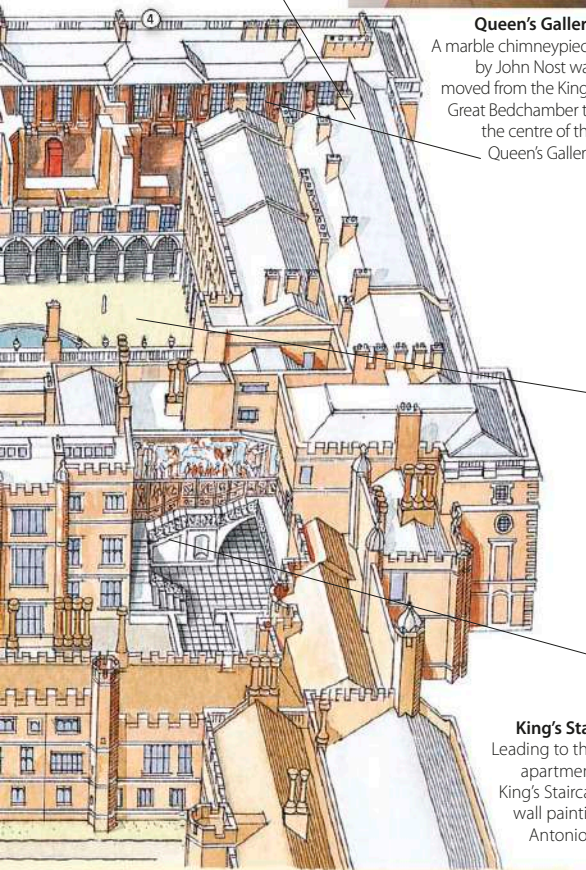 4
Queen's Galler
A marble chimneypiec
by John Nost wa
moved from the King
Great Bedchamber t
the centre of th
Queen's Galler
King's Sta
Leading to th
apartmen
King's Stairca
wall painti
Antonio